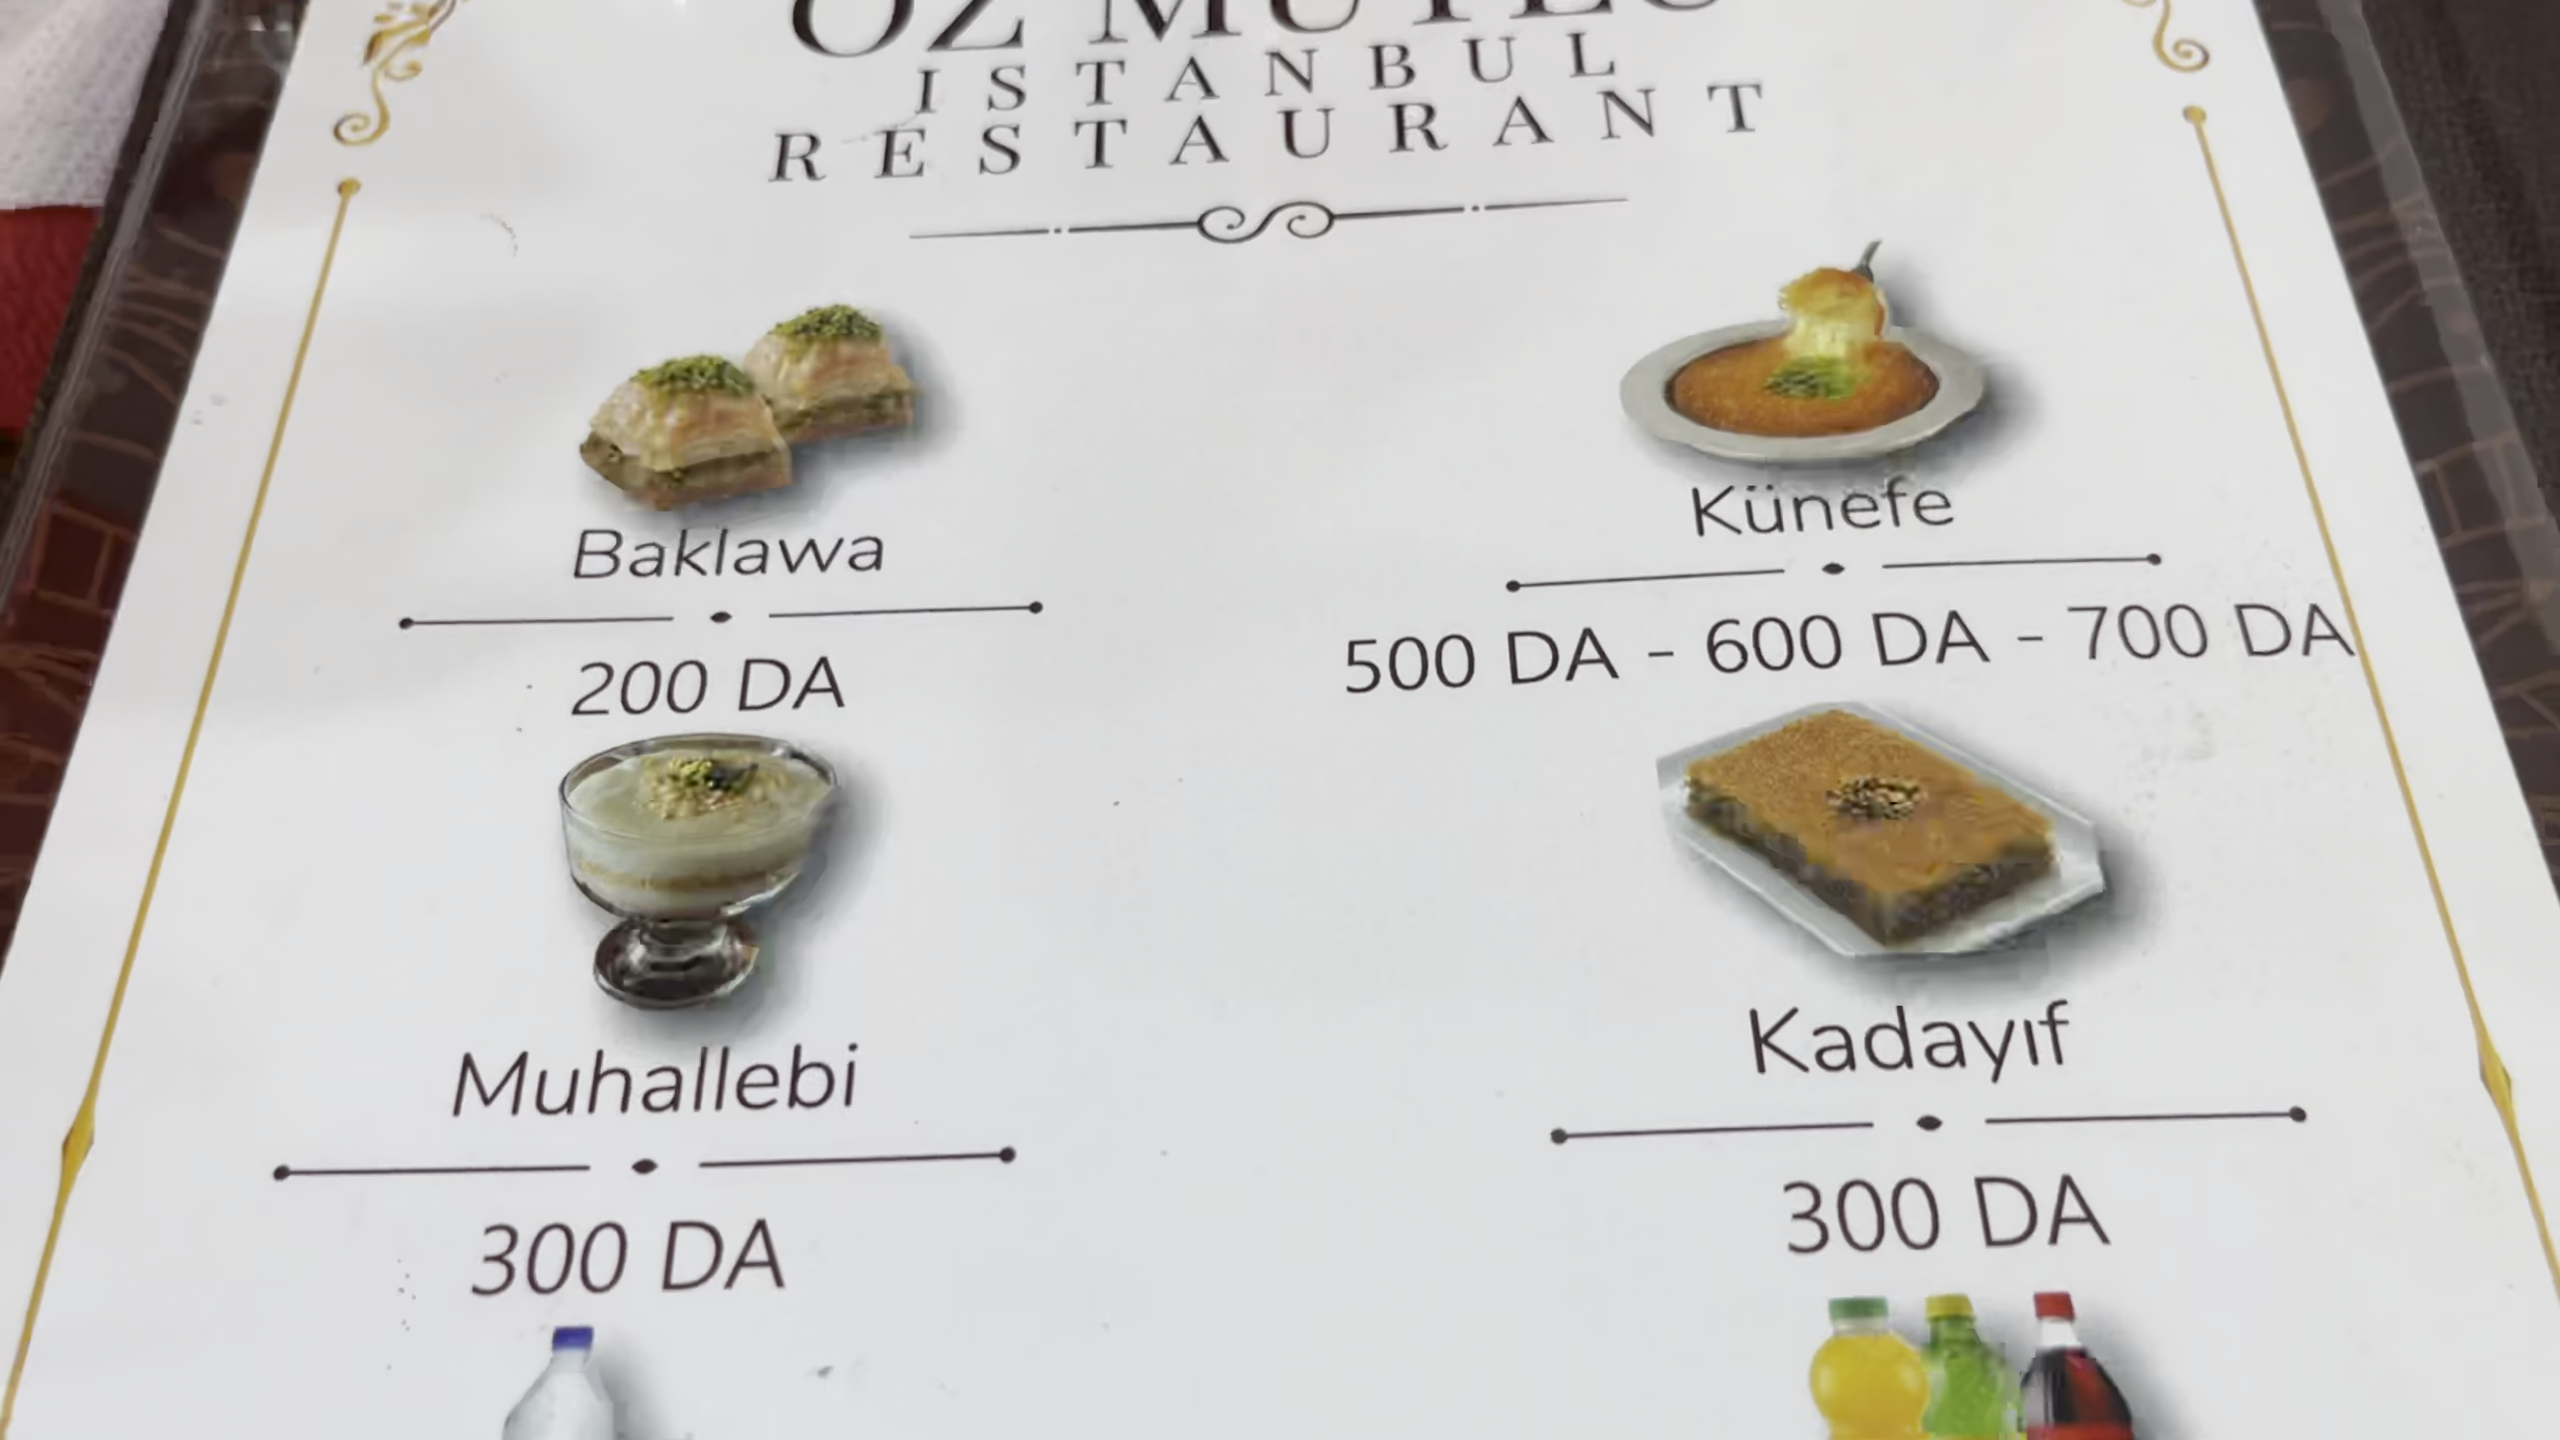 ISTANBUL
RESTAURANT
Baklawa
Künefe
200 DA
500 DA - 600 DA - 700 DA
Muhallebi
Kadayıf
300 DA
300 DA